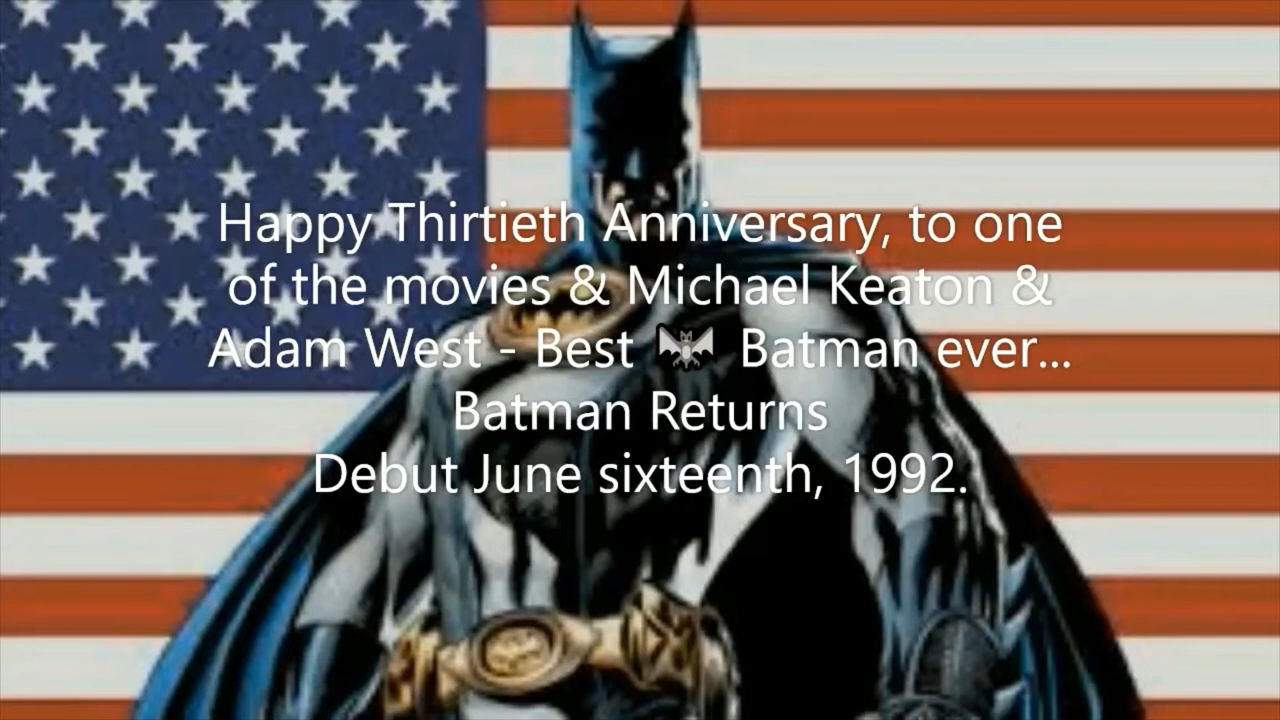 Happy Thirtieth Anniversary, to one
of the movies & Michael Keaton &
Adam West - Best 🦇 Batman ever...
Batman Returns
Debut June sixteenth, 1992.